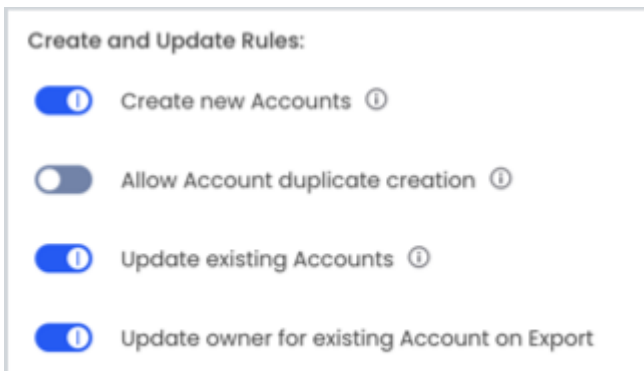 Create and Update Rules:
Create new Accounts
Allow Account duplicate creation
Update existing Accounts
Update owner for existing Account on Export